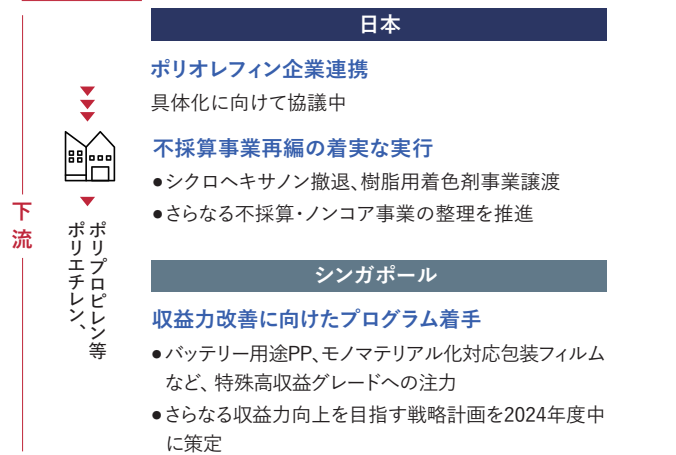 下流
ポリエチレン、
ポリプロピレン等
日本
ポリオレフィン企業連携
具体化に向けて協議中
不採算事業再編の着実な実行
●シクロヘキサノン撤退、樹脂用着色剤事業譲渡
●さらなる不採算・ノンコア事業の整理を推進
シンガポール
収益力改善に向けたプログラム着手
●バッテリー用途PP、モノマテリアル化対応包装フィルム
など、特殊高収益グレードへの注力
●さらなる収益力向上を目指す戦略計画を2024年度中
に策定